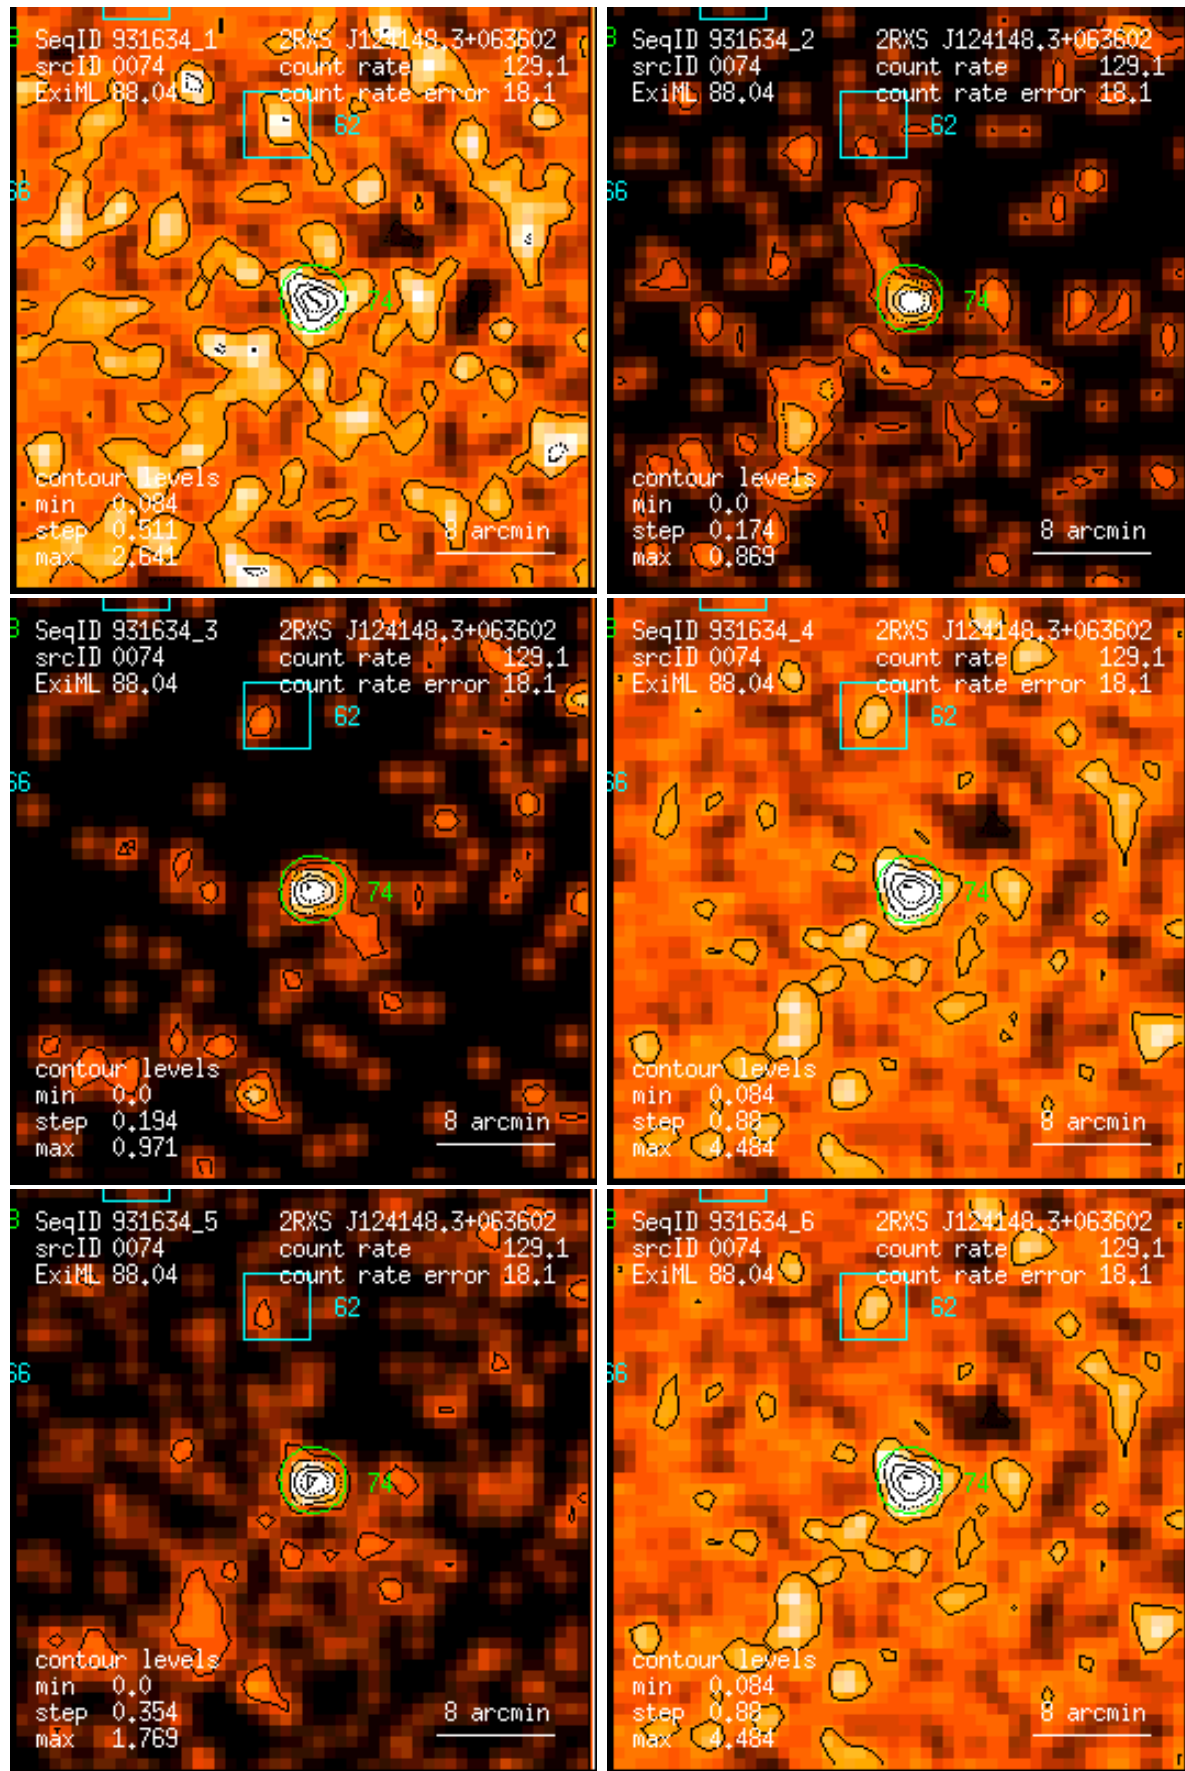 SeqID 931634_1 2RXS J124148.3+063602
srcID 0074 count rate 129.1
ExiML 88.04 count rate error 18.1
62
66
74
contour levels
min 0.084
step 0.511 8 arcmin
max 2.641
SeqID 931634_2 2RXS J124148.3+063602
srcID 0074 count rate 129.1
ExiML 88.04 count rate error 18.1
62
66
74
contour levels
min 0.0
step 0.174 8 arcmin
max 0.869
SeqID 931634_3 2RXS J124148.3+063602
srcID 0074 count rate 129.1
ExiML 88.04 count rate error 18.1
62
66
74
contour levels
min 0.0
step 0.194 8 arcmin
max 0.971
SeqID 931634_4 2RXS J124148.3+063602
srcID 0074 count rate 129.1
ExiML 88.04 count rate error 18.1
62
66
74
contour levels
min 0.084
step 0.88 8 arcmin
max 4.484
SeqID 931634_5 2RXS J124148.3+063602
srcID 0074 count rate 129.1
ExiML 88.04 count rate error 18.1
62
66
74
contour levels
min 0.0
step 0.354 8 arcmin
max 1.769
SeqID 931634_6 2RXS J124148.3+063602
srcID 0074 count rate 129.1
ExiML 88.04 count rate error 18.1
62
66
74
contour levels
min 0.084
step 0.88 8 arcmin
max 4.484